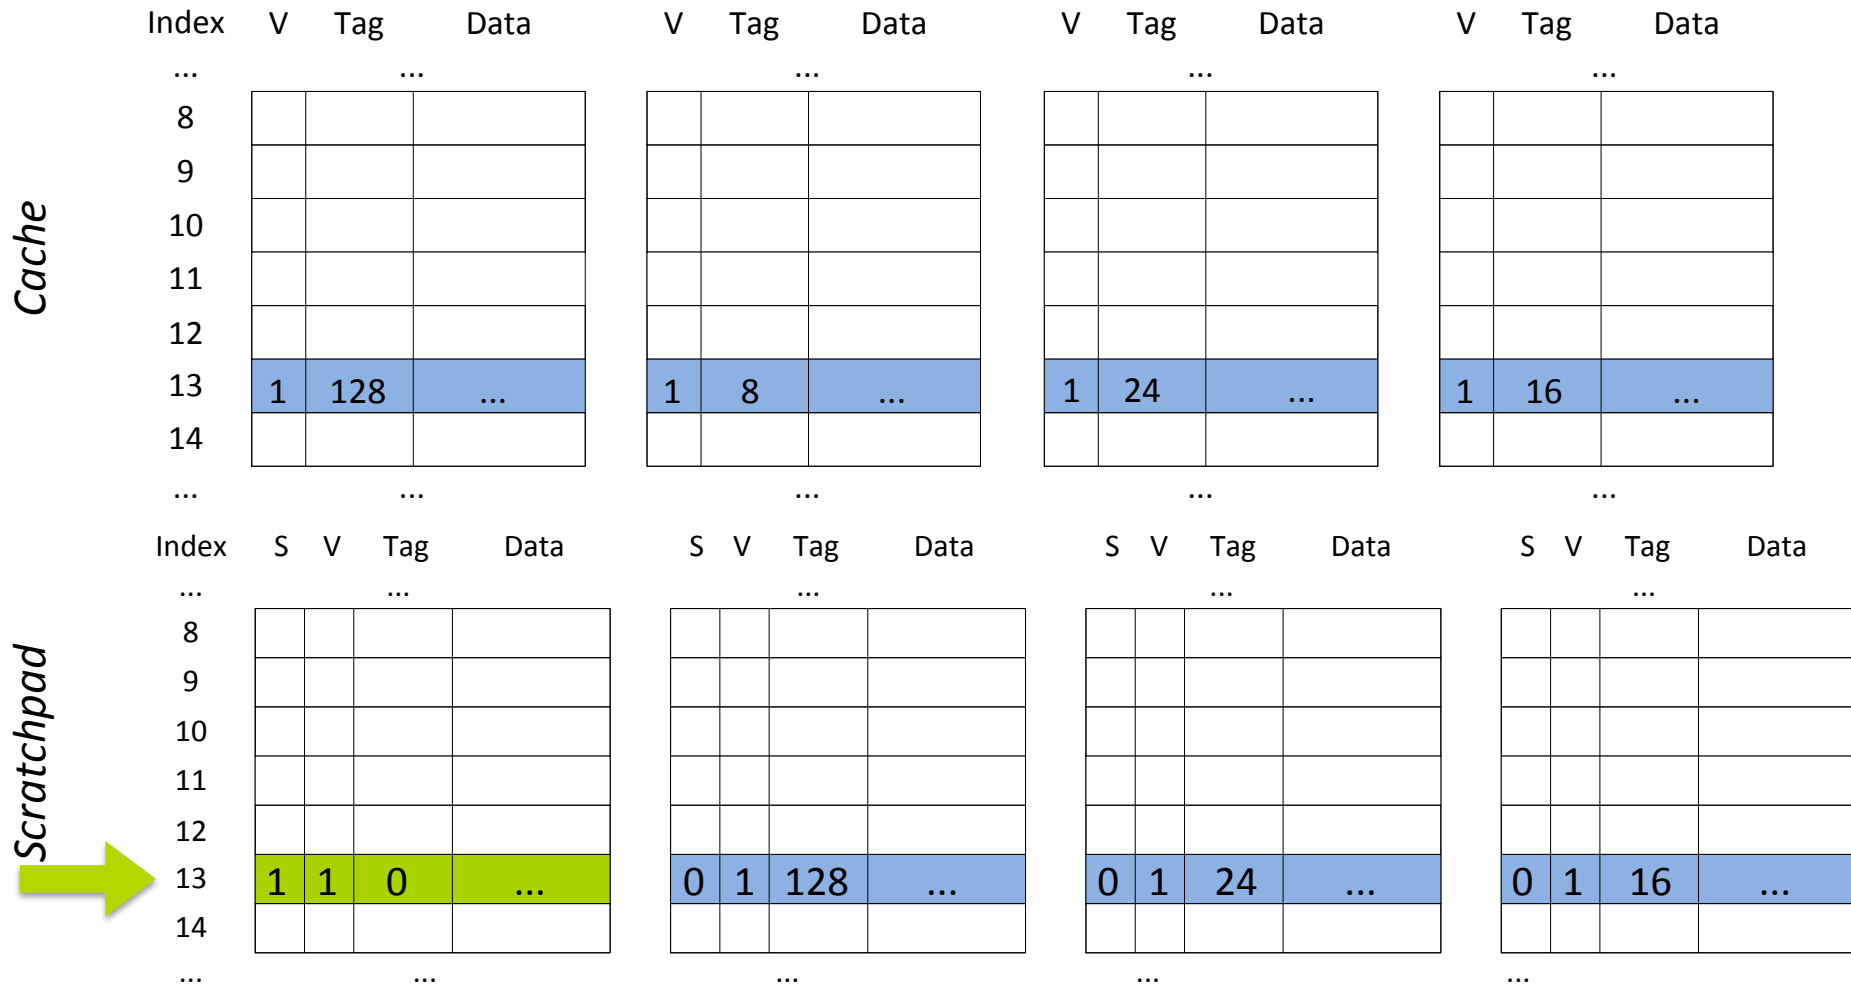 Index V Tag Data V Tag Data V Tag Data V Tag Data
... ... ... ... ...
Cache
8
9
10
11
12
13 1 128 ... 1 8 ... 1 24 ... 1 16 ...
14
... ... ... ... ...
Index S V Tag Data S V Tag Data S V Tag Data S V Tag Data
... ... ... ... ...
Scratchpad
8
9
10
11
12
13 1 1 0 ... 0 1 128 ... 0 1 24 ... 0 1 16 ...
14
... ... ... ... ...